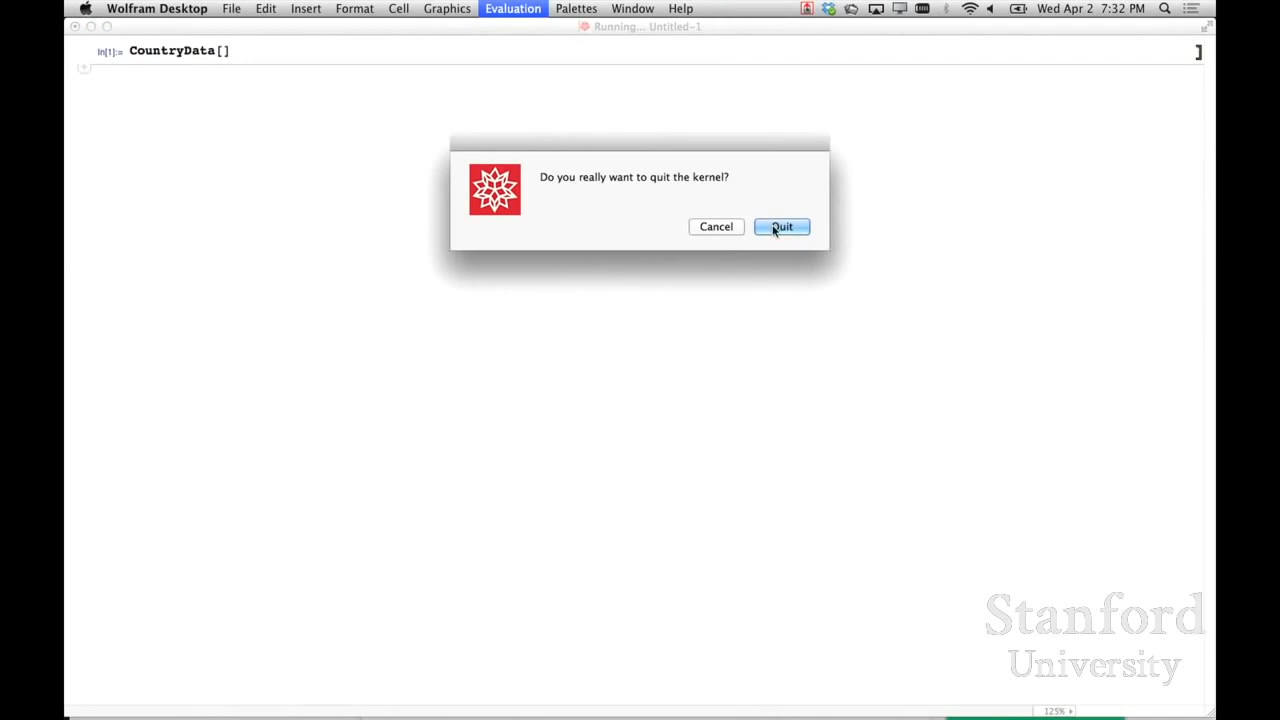 Wolfram Desktop File Edit Insert Format Cell Graphics Evaluation Palettes Window Help Wed Apr 2 7:32 PM
Running... Untitled-1
In[1]:= CountryData[]
Do you really want to quit the kernel?
Cancel Quit
Stanford
University
125%